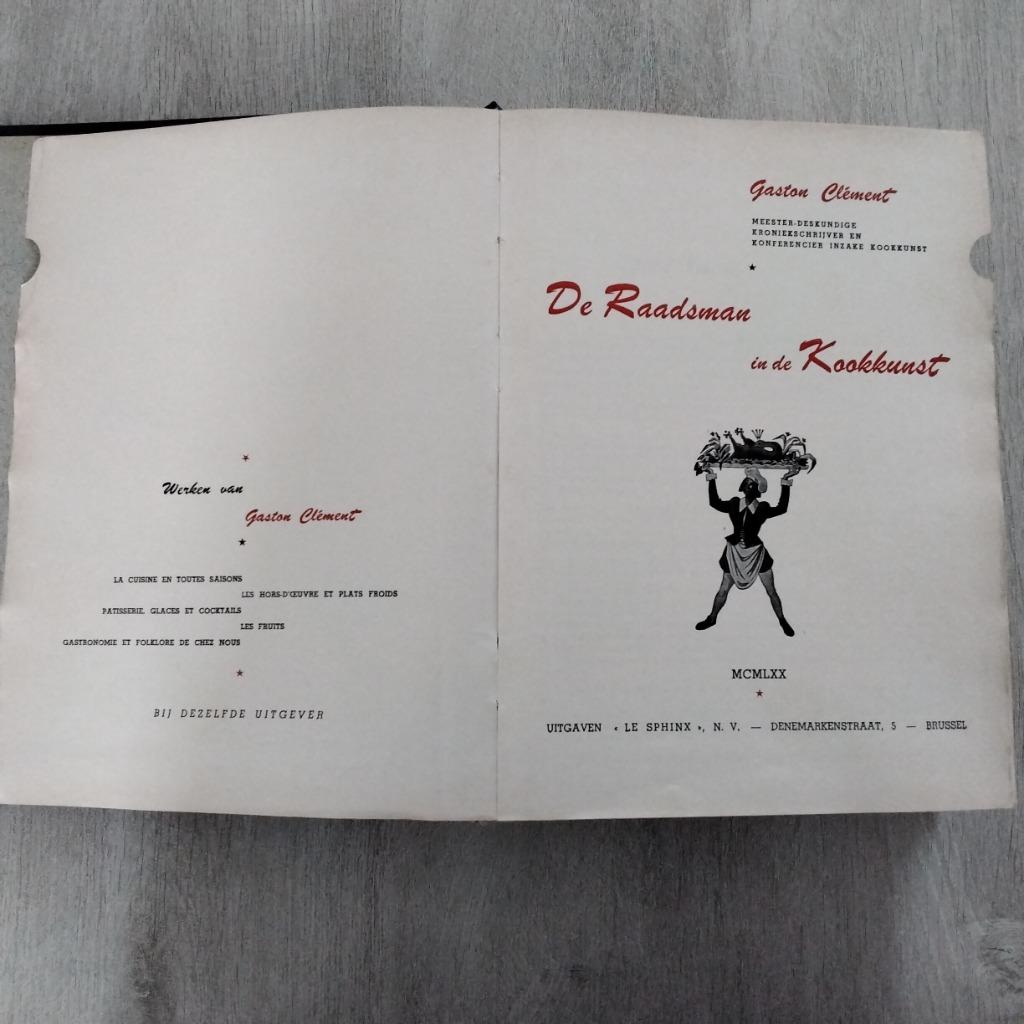 Werken van
Gaston Clément
LA CUISINE EN TOUTES SAISONS
LES HORS-D'ŒUVRE ET PLATS FROIDS
PATISSERIE, GLACES ET COCKTAILS
LES FRUITS
GASTRONOMIE ET FOLKLORE DE CHEZ NOUS
BIJ DEZELFDE UITGEVER
Gaston Clément
MEESTER-DESKUNDIGE
KRONIEKSCHRIJVER EN
KONFERENCIER INZAKE KOOKKUNST
De Raadsman
in de Kookkunst
MCMLXX
UITGAVEN « LE SPHINX », N. V. — DENEMARKENSTRAAT, 5 — BRUSSEL